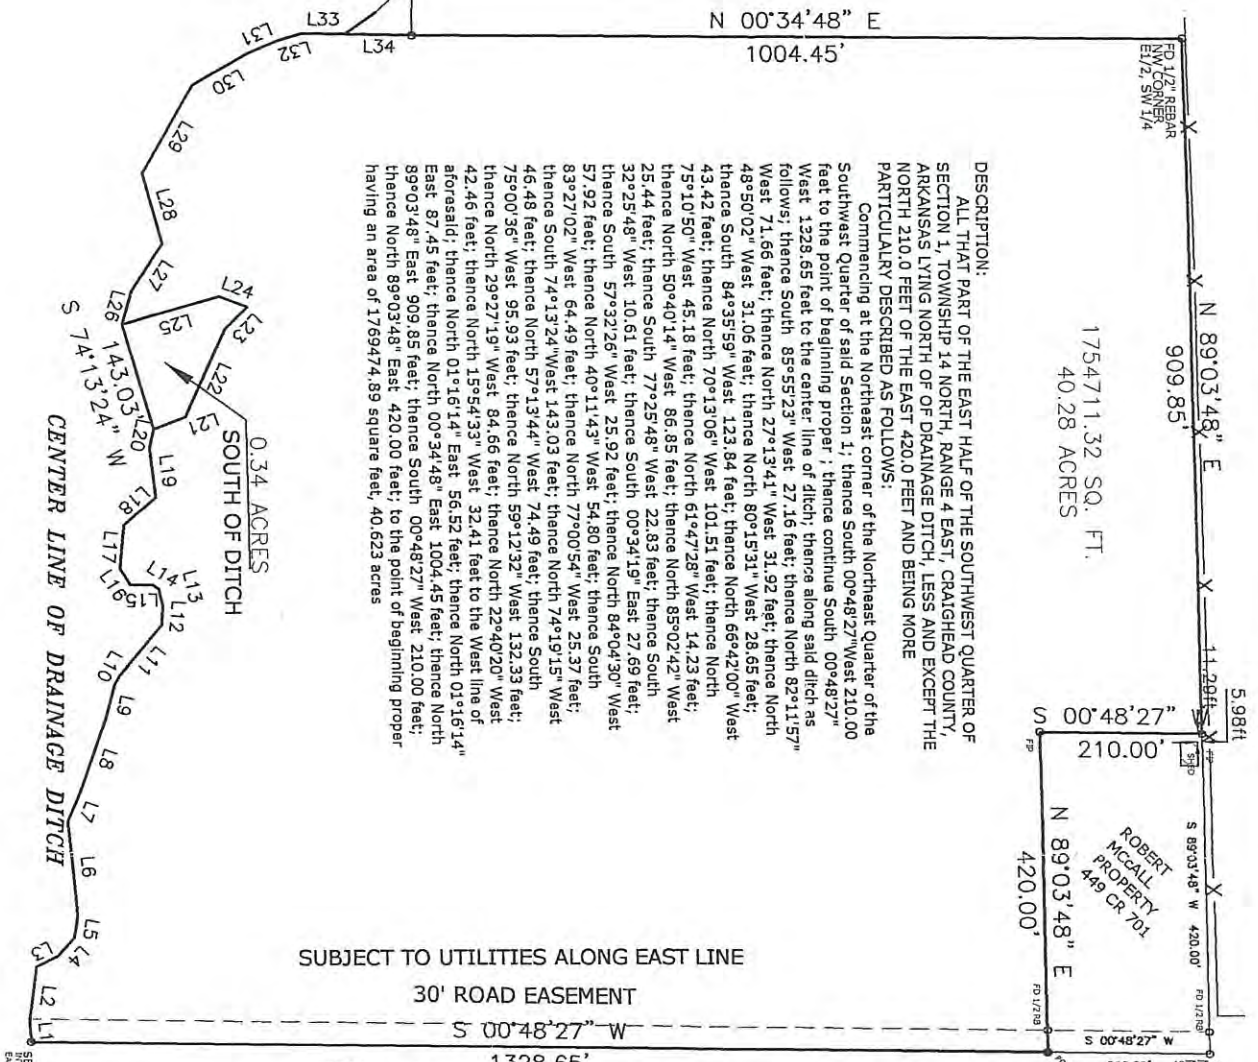 DESCRIPTION:
ALL THAT PART OF THE EAST HALF OF THE SOUTHWEST QUARTER OF
SECTION 1, TOWNSHIP 14 NORTH, RANGE 4 EAST, CRAIGHEAD COUNTY,
ARKANSAS LYING NORTH OF OF DRAINAGE DITCH, LESS AND EXCEPT THE
NORTH 210.0 FEET OF THE EAST 420.0 FEET AND BEING MORE
PARTICULALRY DESCRIBED AS FOLLOWS:
Commencing at the Northeast corner of the Northeast Quarter of the
Southwest Quarter of said Section 1; thence South 00°48'27"West 210.00
feet to the point of beginning proper ; thence continue South 00°48'27"
West 1328.65 feet to the center line of ditch; thence along said ditch as
follows; thence South 85°55'23" West 27.16 feet; thence North 82°11'57"
West 71.66 feet; thence North 27°13'41" West 31.92 feet; thence North
48°50'02" West 31.06 feet; thence North 80°15'31" West 28.65 feet;
thence South 84°35'59" West 123.84 feet; thence North 66°42'00" West
43.42 feet; thence North 70°13'06" West 101.51 feet; thence North
75°10'50" West 45.18 feet; thence North 61°47'28" West 14.23 feet;
thence North 50°40'14" West 86.85 feet; thence North 85°02'42" West
25.44 feet; thence South 77°25'48" West 22.83 feet; thence South
32°25'48" West 10.61 feet; thence South 00°34'19" East 27.69 feet;
thence South 57°32'26" West 25.92 feet; thence North 84°04'30" West
57.92 feet; thence North 40°11'43" West 54.80 feet; thence South
83°27'02" West 64.49 feet; thence North 77°00'54" West 25.37 feet;
thence South 74°13'24"West 143.03 feet; thence North 74°19'15" West
46.48 feet; thence North 57°13'44" West 74.49 feet; thence South
75°00'36" West 95.93 feet; thence North 59°12'32" West 132.33 feet;
thence North 29°27'19" West 84.66 feet; thence North 22°40'20" West
42.46 feet; thence North 15°54'33" West 32.41 feet to the West line of
aforesaid; thence North 01°16'14" East 56.52 feet; thence North 01°16'14"
East 87.45 feet; thence North 00°34'48" East 1004.45 feet; thence North
89°03'48" East 909.85 feet; thence South 00°48'27" West 210.00 feet;
thence North 89°03'48" East 420.00 feet; to the point of beginning proper
having an area of 1769474.89 square feet, 40.623 acres
N 00°34'48" E
1004.45'
FD 1/2" REBAR
NW CORNER
E1/2, SW 1/4
N 89°03'48" E
909.85'
1754711.32 SQ. FT.
40.28 ACRES
11.29ft
5.98ft
S 00°48'27" W
210.00'
FIP
FIP
SHED
S 89°03'48" W 420.00'
ROBERT
McCALL
PROPERTY
449 CR 701
N 89°03'48" E
420.00'
FD 1/2 RB
FD 1/2 RB
S 00°48'27" W
SUBJECT TO UTILITIES ALONG EAST LINE
30' ROAD EASEMENT
S 00°48'27" W
1328.65'
0.34 ACRES
SOUTH OF DITCH
S 74°13'24" W
143.03'
CENTER LINE OF DRAINAGE DITCH
L34
L33
L32
L31
L30
L29
L28
L27
L26
L25
L24
L23
L22
L21
L20
L19
L18
L17
L16
L15
L14
L13
L12
L11
L10
L9
L8
L7
L6
L5
L4
L3
L2
L1